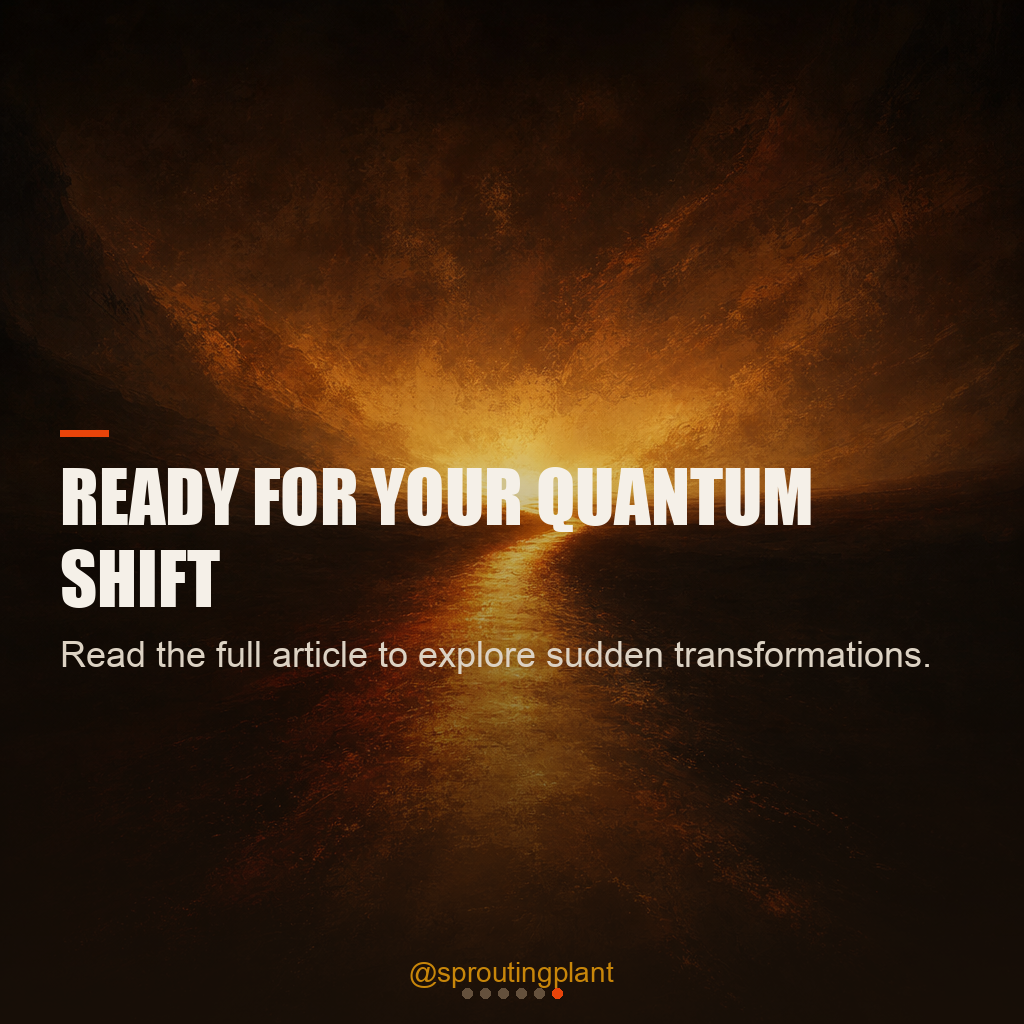 READY FOR YOUR QUANTUM
SHIFT
Read the full article to explore sudden transformations.
@sproutingplant